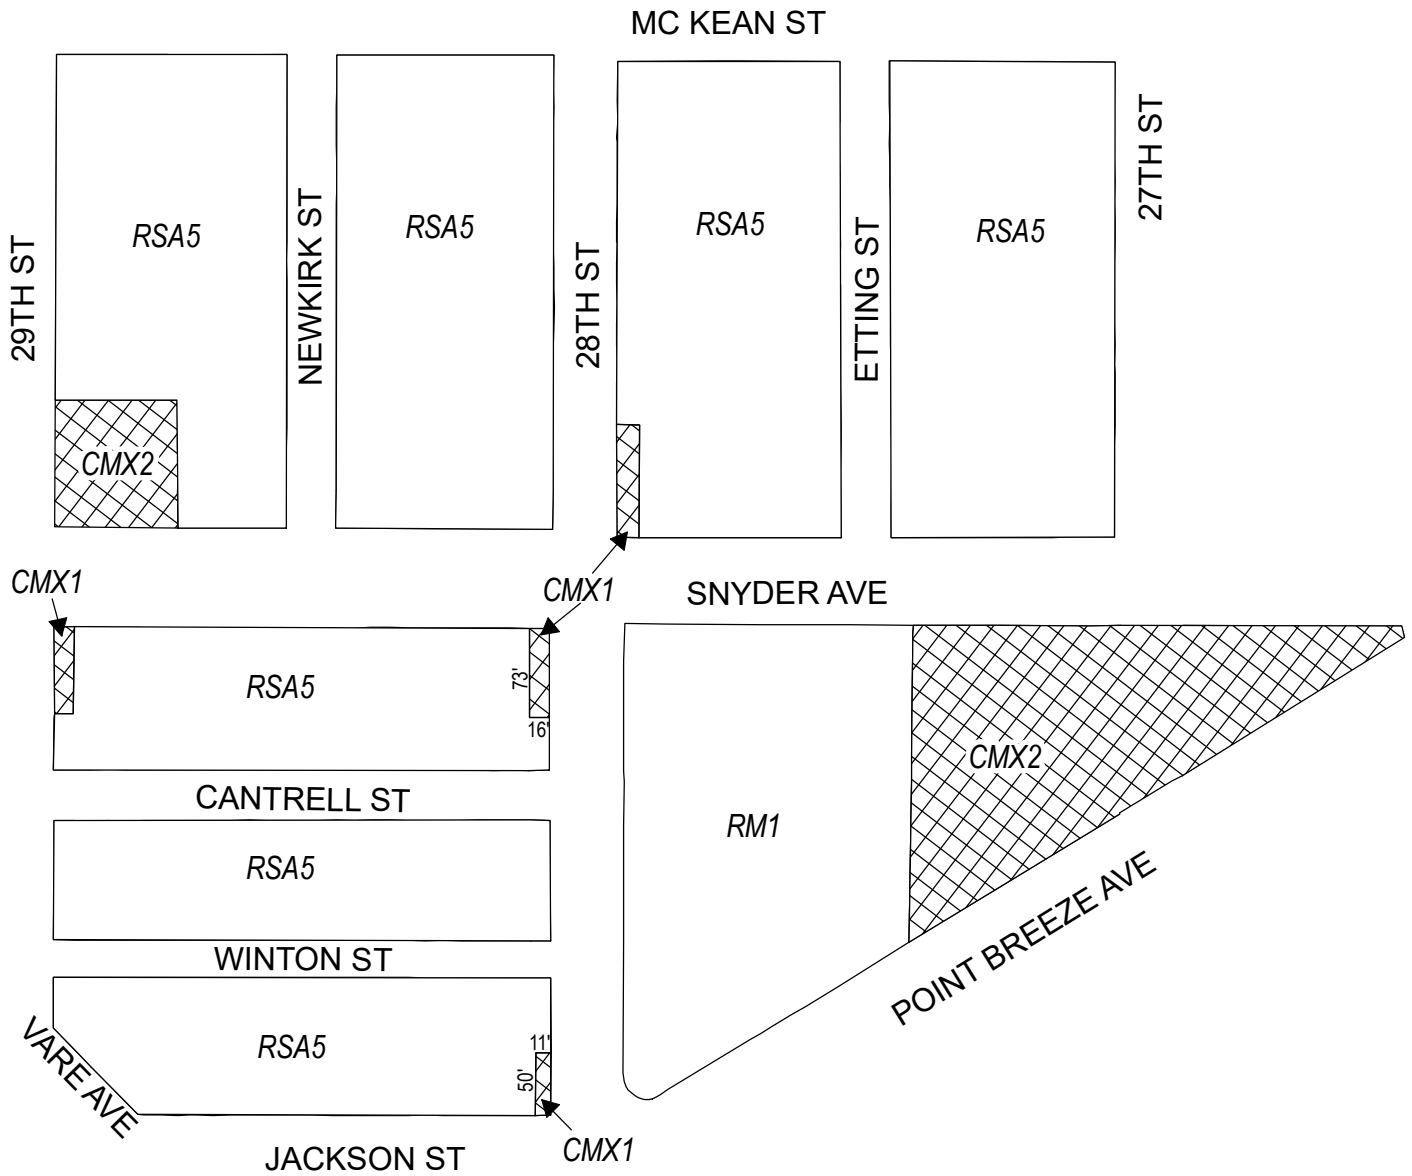 MC KEAN ST
29TH ST
RSA5
NEWKIRK ST
RSA5
28TH ST
RSA5
ETTING ST
RSA5
27TH ST
CMX2
CMX1
CMX1
SNYDER AVE
RSA5
73'
16'
CMX2
CANTRELL ST
RM1
RSA5
POINT BREEZE AVE
WINTON ST
VARE AVE
RSA5
11'
50'
CMX1
JACKSON ST